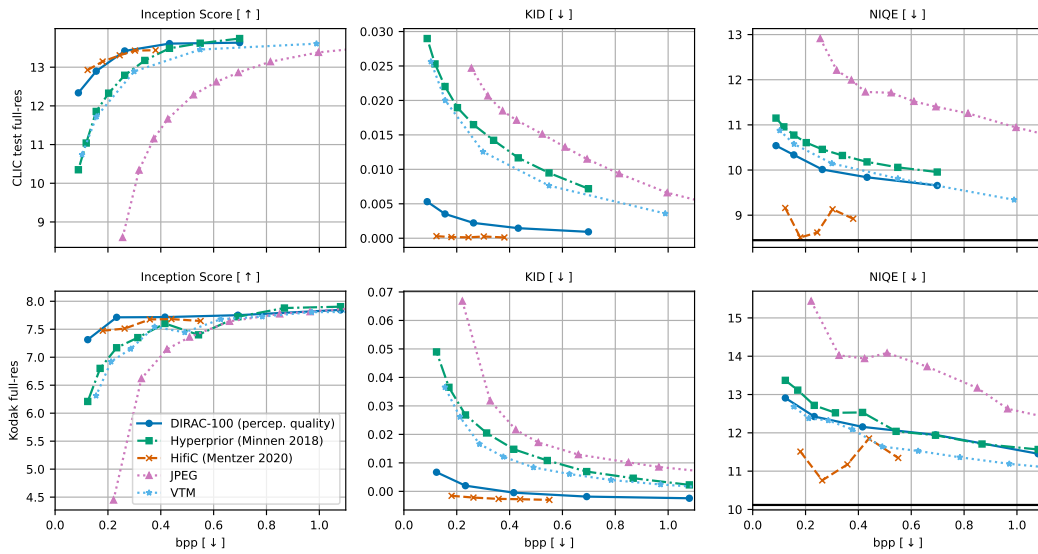 Inception Score [ ↑ ]
KID [ ↓ ]
NIQE [ ↓ ]
CLIC test full-res
13
12
11
10
9
0.030
0.025
0.020
0.015
0.010
0.005
0.000
13
12
11
10
9
Inception Score [ ↑ ]
KID [ ↓ ]
NIQE [ ↓ ]
Kodak full-res
8.0
7.5
7.0
6.5
6.0
5.5
5.0
4.5
DIRAC-100 (percep. quality)
Hyperprior (Minnen 2018)
HifiC (Mentzer 2020)
JPEG
VTM
0.07
0.06
0.05
0.04
0.03
0.02
0.01
0.00
15
14
13
12
11
10
0.0 0.2 0.4 0.6 0.8 1.0
0.0 0.2 0.4 0.6 0.8 1.0
0.0 0.2 0.4 0.6 0.8 1.0
bpp [ ↓ ]
bpp [ ↓ ]
bpp [ ↓ ]